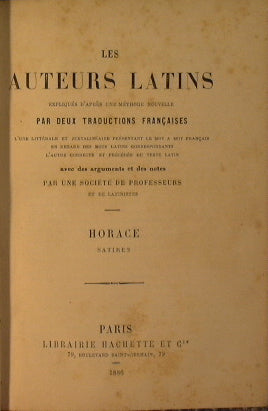 LES
AUTEURS LATINS
EXPLIQUÉS D'APRÈS UNE MÉTHODE NOUVELLE
PAR DEUX TRADUCTIONS FRANÇAISES
L'UNE LITTÉRALE ET JUXTALINÉAIRE PRÉSENTANT LE MOT A MOT FRANÇAIS
EN REGARD DES MOTS LATINS CORRESPONDANTS
L'AUTRE CORRECTE ET PRÉCÉDÉE DU TEXTE LATIN
avec des arguments et des notes
PAR UNE SOCIÉTÉ DE PROFESSEURS
ET DE LATINISTES
HORACE
SATIRES
PARIS
LIBRAIRIE HACHETTE ET Cie
79, BOULEVARD SAINT-GERMAIN, 79
1886